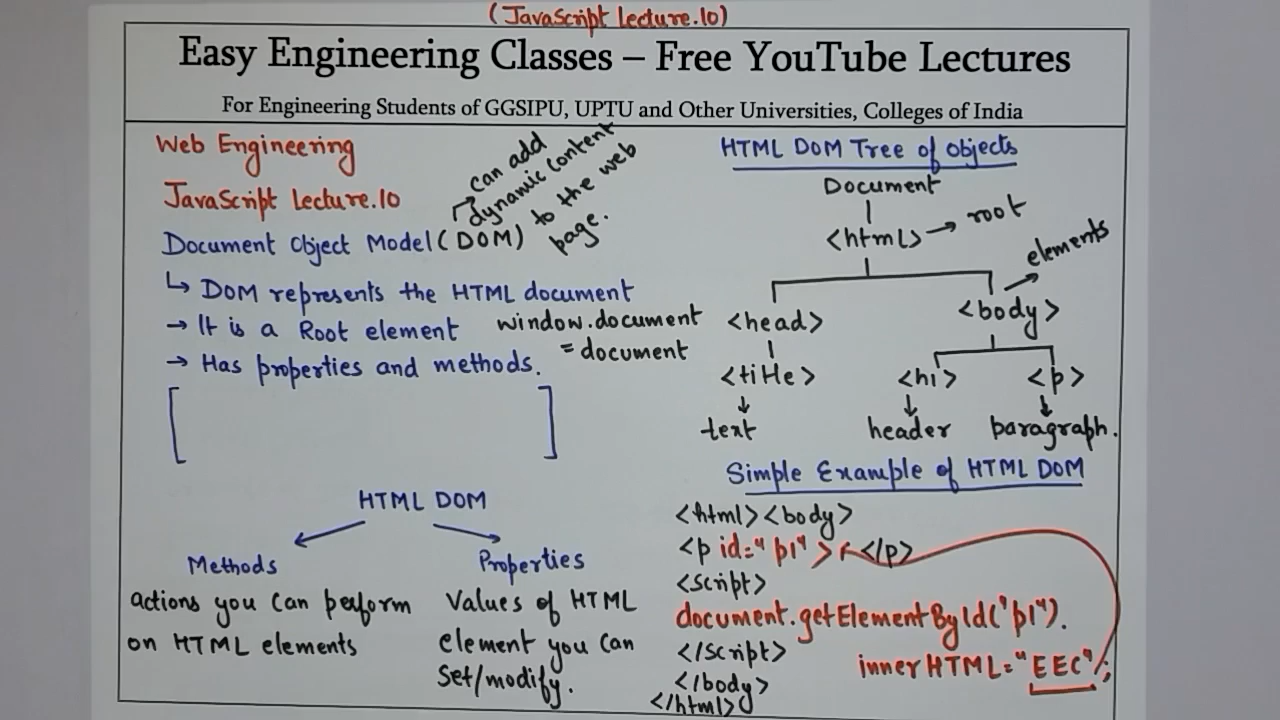 (JavaScript lecture.10)
Easy Engineering Classes – Free YouTube Lectures
For Engineering Students of GGSIPU, UPTU and Other Universities, Colleges of India
Web Engineering
JavaScript Lecture.10
can add
dynamic content
to the web
page.
Document Object Model (DOM)
↳ DOM represents the HTML document
→ It is a Root element
→ Has properties and methods.
window.document
= document
[ ]
HTML DOM
Methods
actions you can perform
on HTML elements
Properties
Values of HTML
element you can
set/modify.
HTML DOM Tree of Objects
Document
<html> → root
elements
<head> <body>
<title> <h1> <p>
text header paragraph.
Simple Example of HTML DOM
<html><body>
<p id="p1"> </p>
<script>
document.getElementById("p1").
innerHTML="EEC";
</script>
</body>
</html>